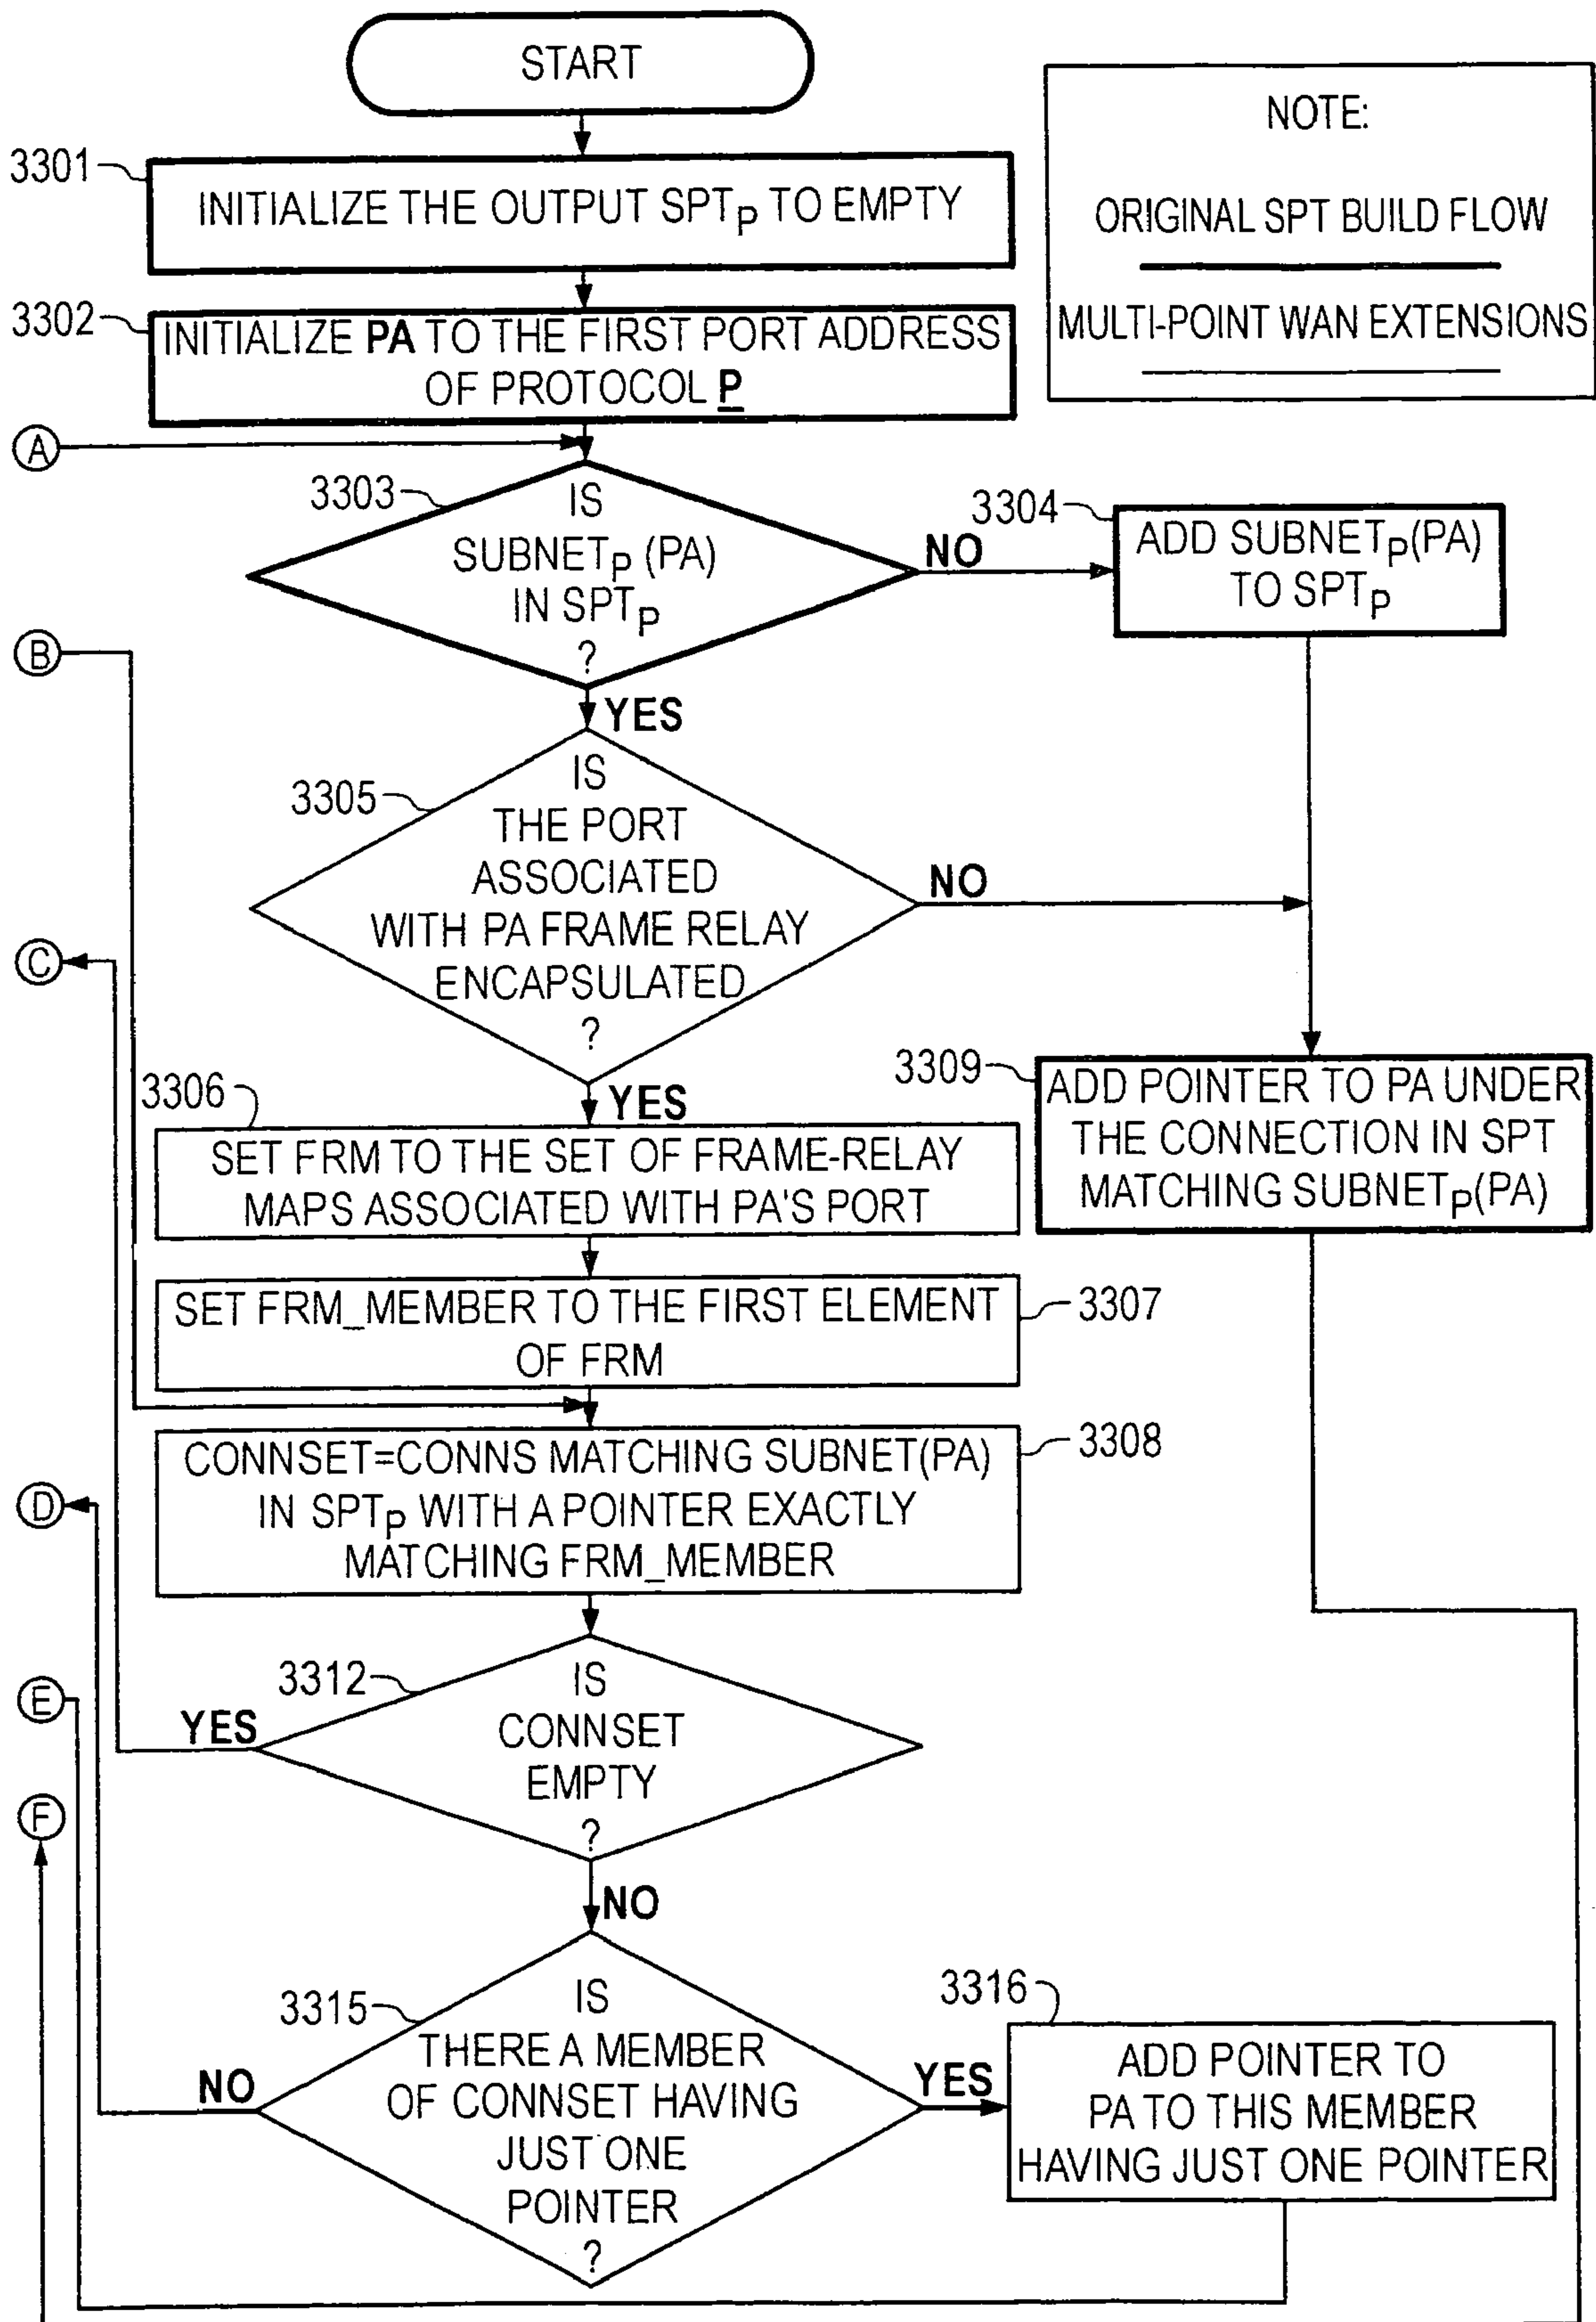 START
NOTE:
ORIGINAL SPT BUILD FLOW
MULTI-POINT WAN EXTENSIONS
3301
INITIALIZE THE OUTPUT SPTP TO EMPTY
3302
INITIALIZE PA TO THE FIRST PORT ADDRESS
OF PROTOCOL P
A
3303
IS
SUBNETP (PA)
IN SPTP
?
NO
3304
ADD SUBNETP(PA)
TO SPTP
B
YES
3305
IS
THE PORT
ASSOCIATED
WITH PA FRAME RELAY
ENCAPSULATED
?
NO
C
YES
3306
SET FRM TO THE SET OF FRAME-RELAY
MAPS ASSOCIATED WITH PA'S PORT
3309
ADD POINTER TO PA UNDER
THE CONNECTION IN SPT
MATCHING SUBNETP(PA)
SET FRM_MEMBER TO THE FIRST ELEMENT
OF FRM
3307
CONNSET=CONNS MATCHING SUBNET(PA)
IN SPTP WITH A POINTER EXACTLY
MATCHING FRM_MEMBER
3308
D
3312
IS
CONNSET
EMPTY
?
YES
E
F
NO
3315
IS
THERE A MEMBER
OF CONNSET HAVING
JUST ONE
POINTER
?
NO
YES
3316
ADD POINTER TO
PA TO THIS MEMBER
HAVING JUST ONE POINTER